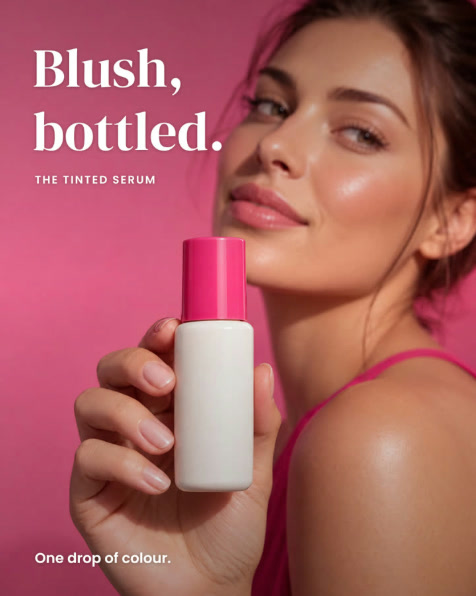 Blush,
bottled.
THE TINTED SERUM
One drop of colour.